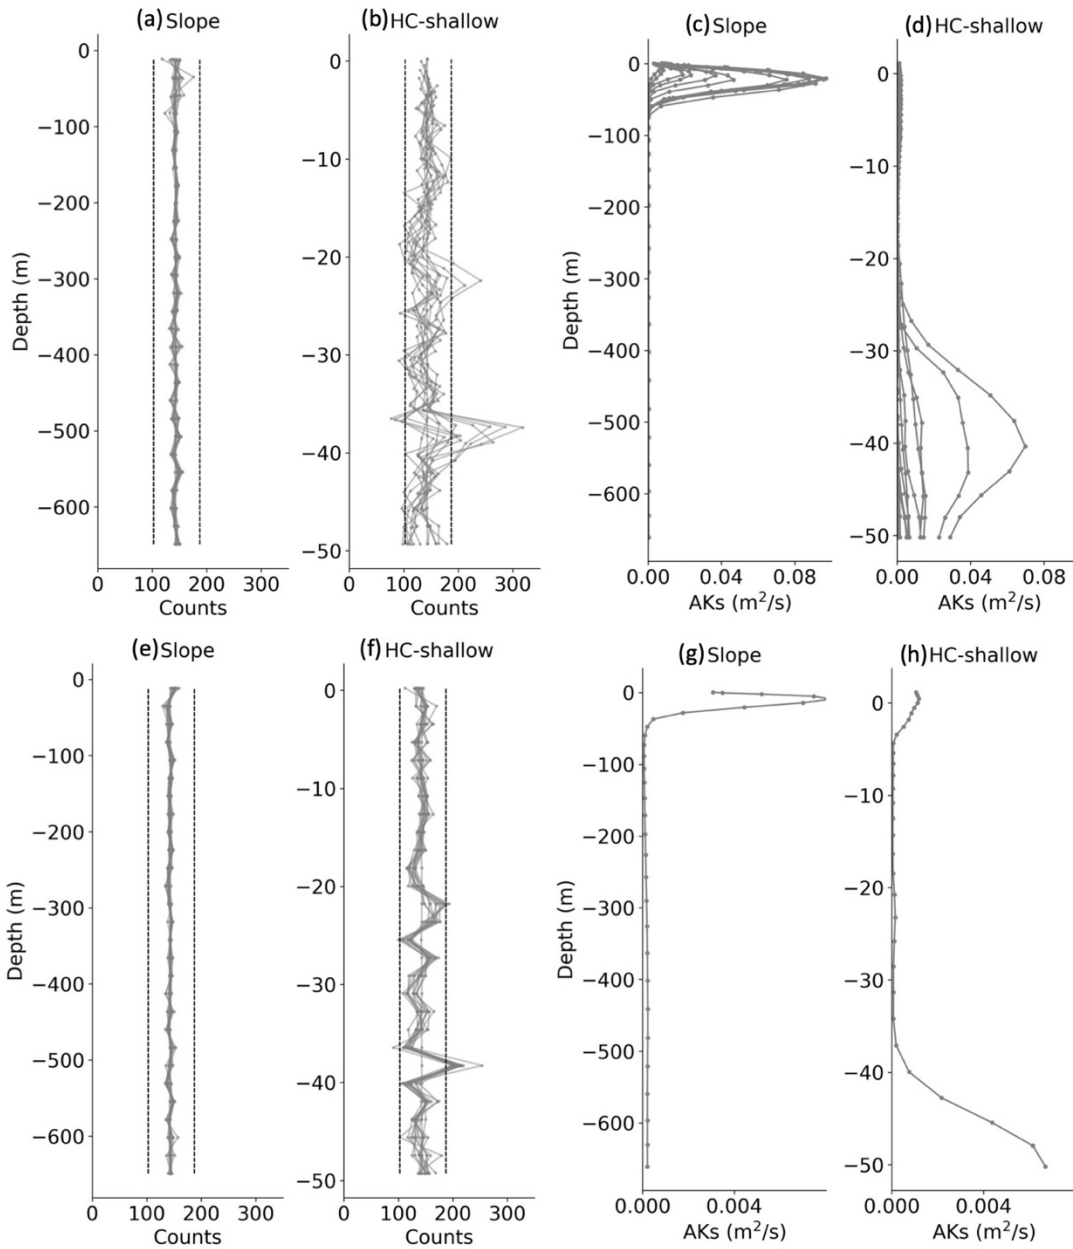 (a) Slope
(b) HC-shallow
(c) Slope
(d) HC-shallow
0
−100
−200
−300
−400
−500
−600
Depth (m)
0 100 200 300
Counts
0
−10
−20
−30
−40
−50
0 100 200 300
Counts
0
−100
−200
−300
−400
−500
−600
Depth (m)
0.00 0.04 0.08
AKs (m²/s)
0
−10
−20
−30
−40
−50
0.00 0.04 0.08
AKs (m²/s)
(e) Slope
(f) HC-shallow
(g) Slope
(h) HC-shallow
0
−100
−200
−300
−400
−500
−600
Depth (m)
0 100 200 300
Counts
0
−10
−20
−30
−40
−50
0 100 200 300
Counts
0
−100
−200
−300
−400
−500
−600
Depth (m)
0.000 0.004
AKs (m²/s)
0
−10
−20
−30
−40
−50
0.000 0.004
AKs (m²/s)